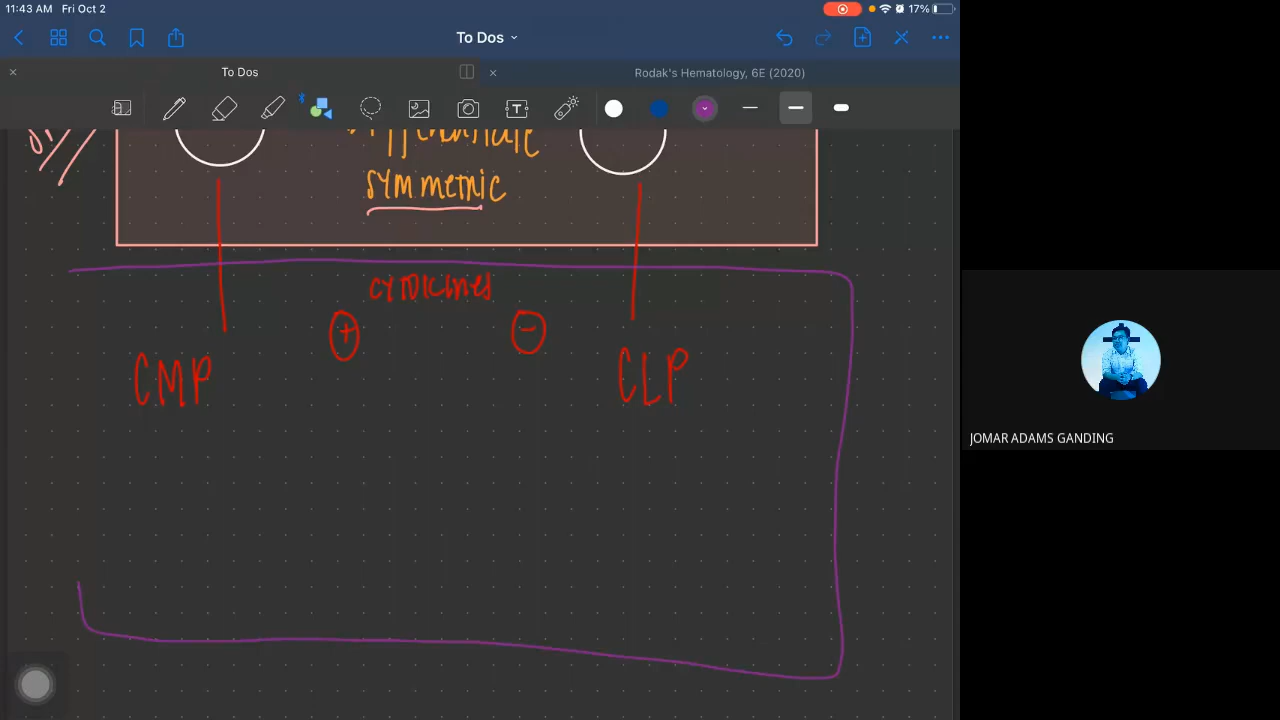 11:43 AM Fri Oct 2
17%
To Dos
To Dos
Rodak's Hematology, 6E (2020)
T
symmetric
cytokines
+
−
CMP
CLP
JOMAR ADAMS GANDING